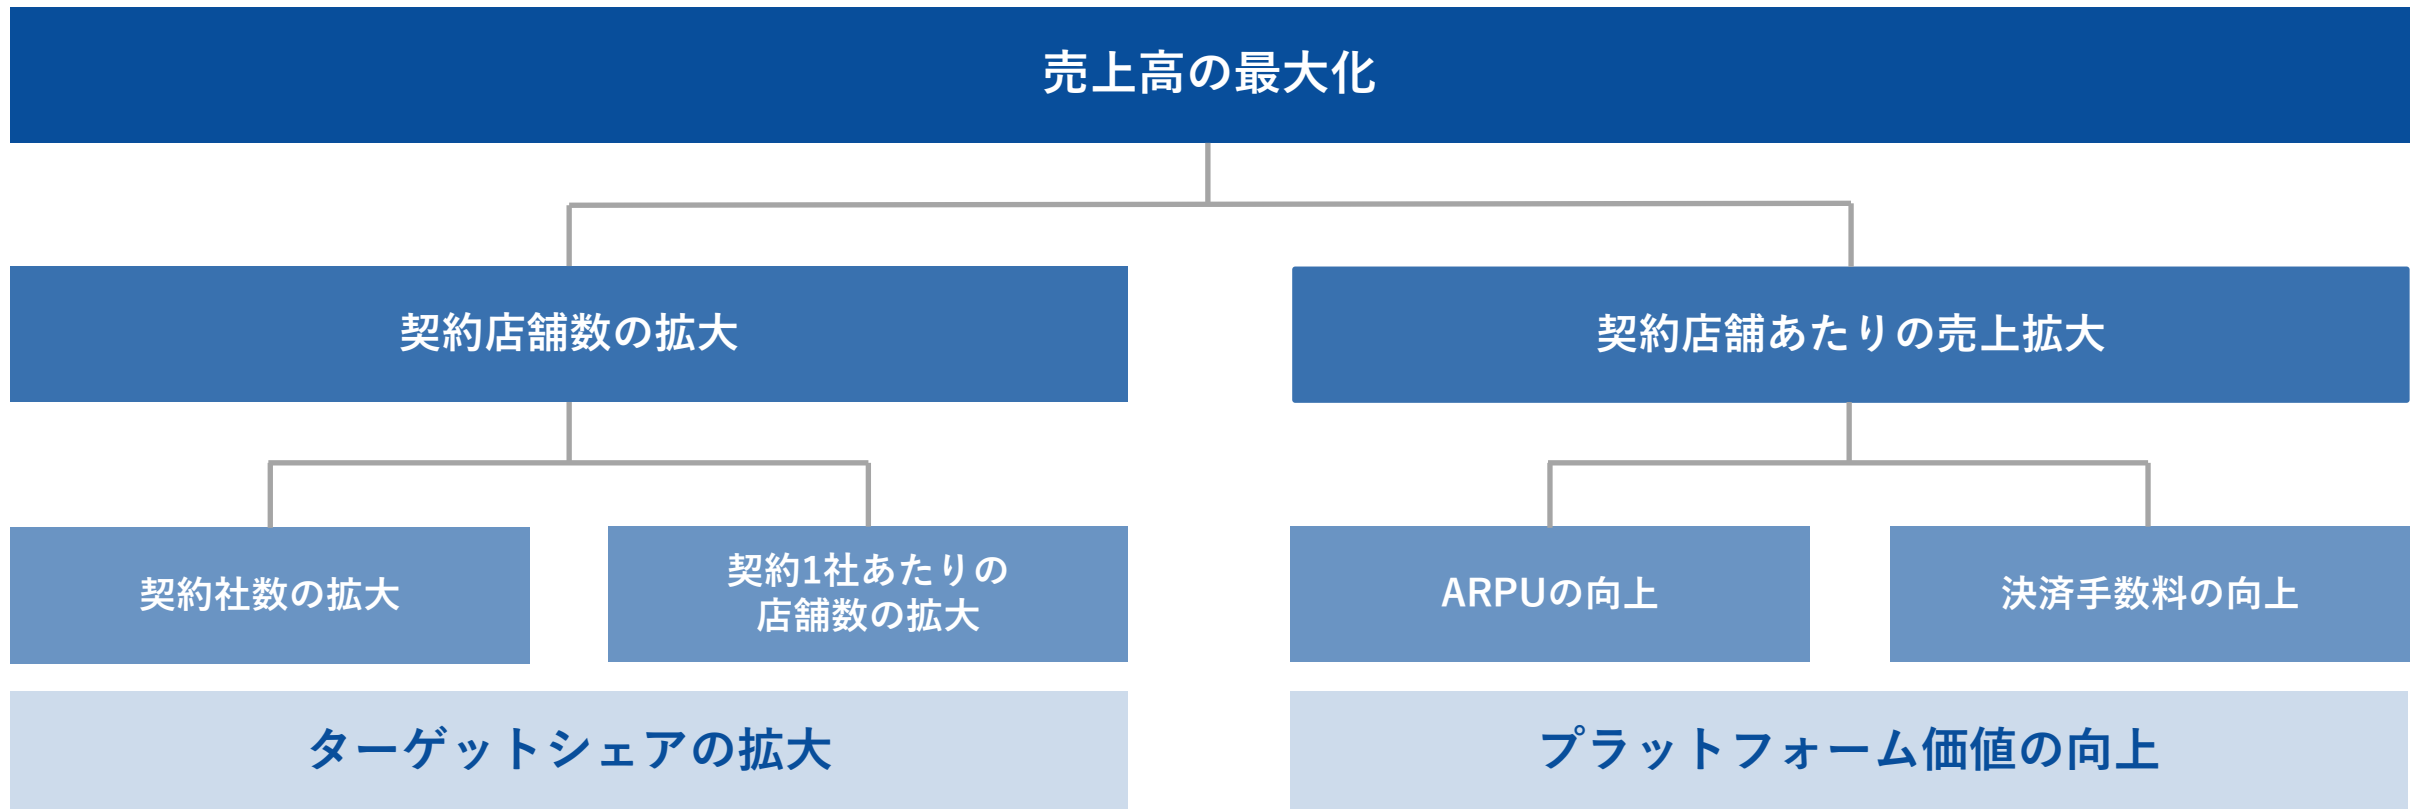 売上高の最大化
契約店舗数の拡大
契約店舗あたりの売上拡大
契約社数の拡大
契約1社あたりの
店舗数の拡大
ARPUの向上
決済手数料の向上
ターゲットシェアの拡大
プラットフォーム価値の向上